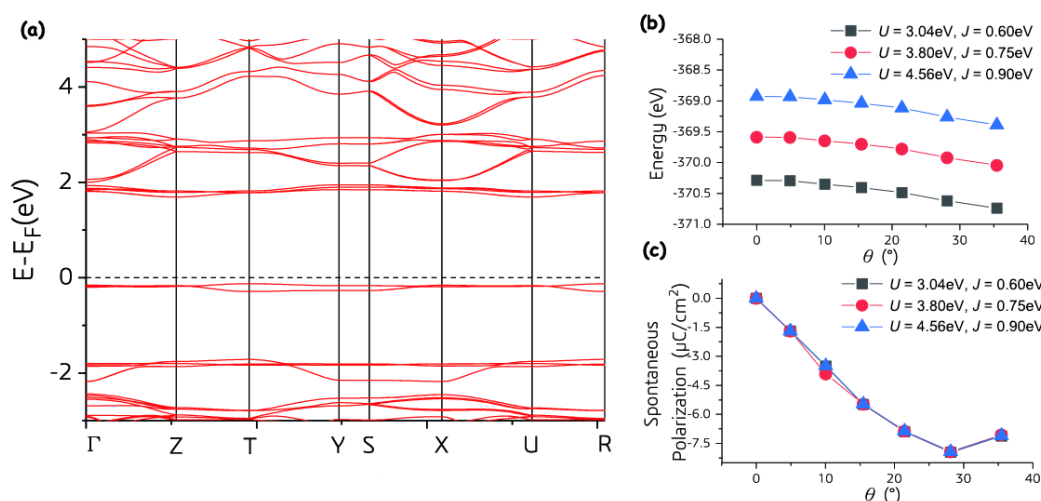 (a)
E-E_F(eV)
4
2
0
-2
Γ Z T Y S X U R
(b)
U = 3.04eV, J = 0.60eV
U = 3.80eV, J = 0.75eV
U = 4.56eV, J = 0.90eV
Energy (eV)
-368.0
-368.5
-369.0
-369.5
-370.0
-370.5
-371.0
0 10 20 30 40
θ (°)
(c)
U = 3.04eV, J = 0.60eV
U = 3.80eV, J = 0.75eV
U = 4.56eV, J = 0.90eV
Spontaneous
Polarization (μC/cm²)
0.0
-1.5
-3.0
-4.5
-6.0
-7.5
0 10 20 30 40
θ (°)